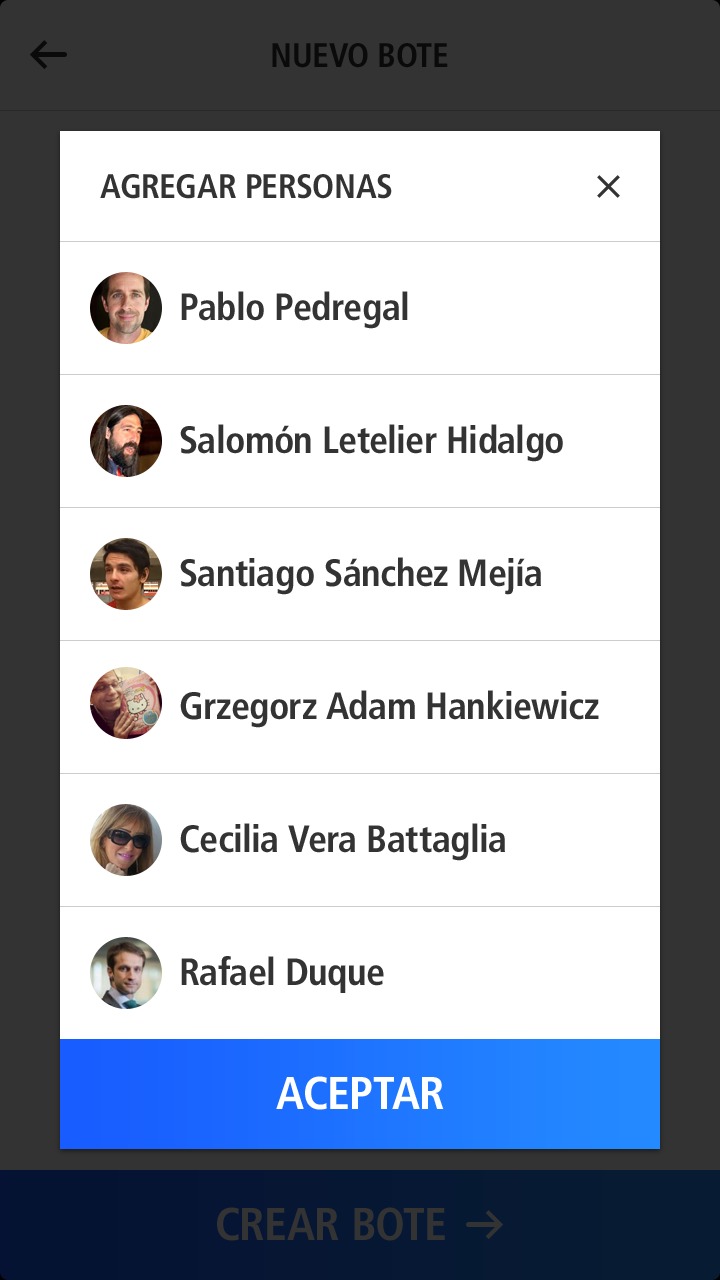 NUEVO BOTE
AGREGAR PERSONAS
Pablo Pedregal
Salomón Letelier Hidalgo
Santiago Sánchez Mejía
Grzegorz Adam Hankiewicz
Cecilia Vera Battaglia
Rafael Duque
ACEPTAR
CREAR BOTE